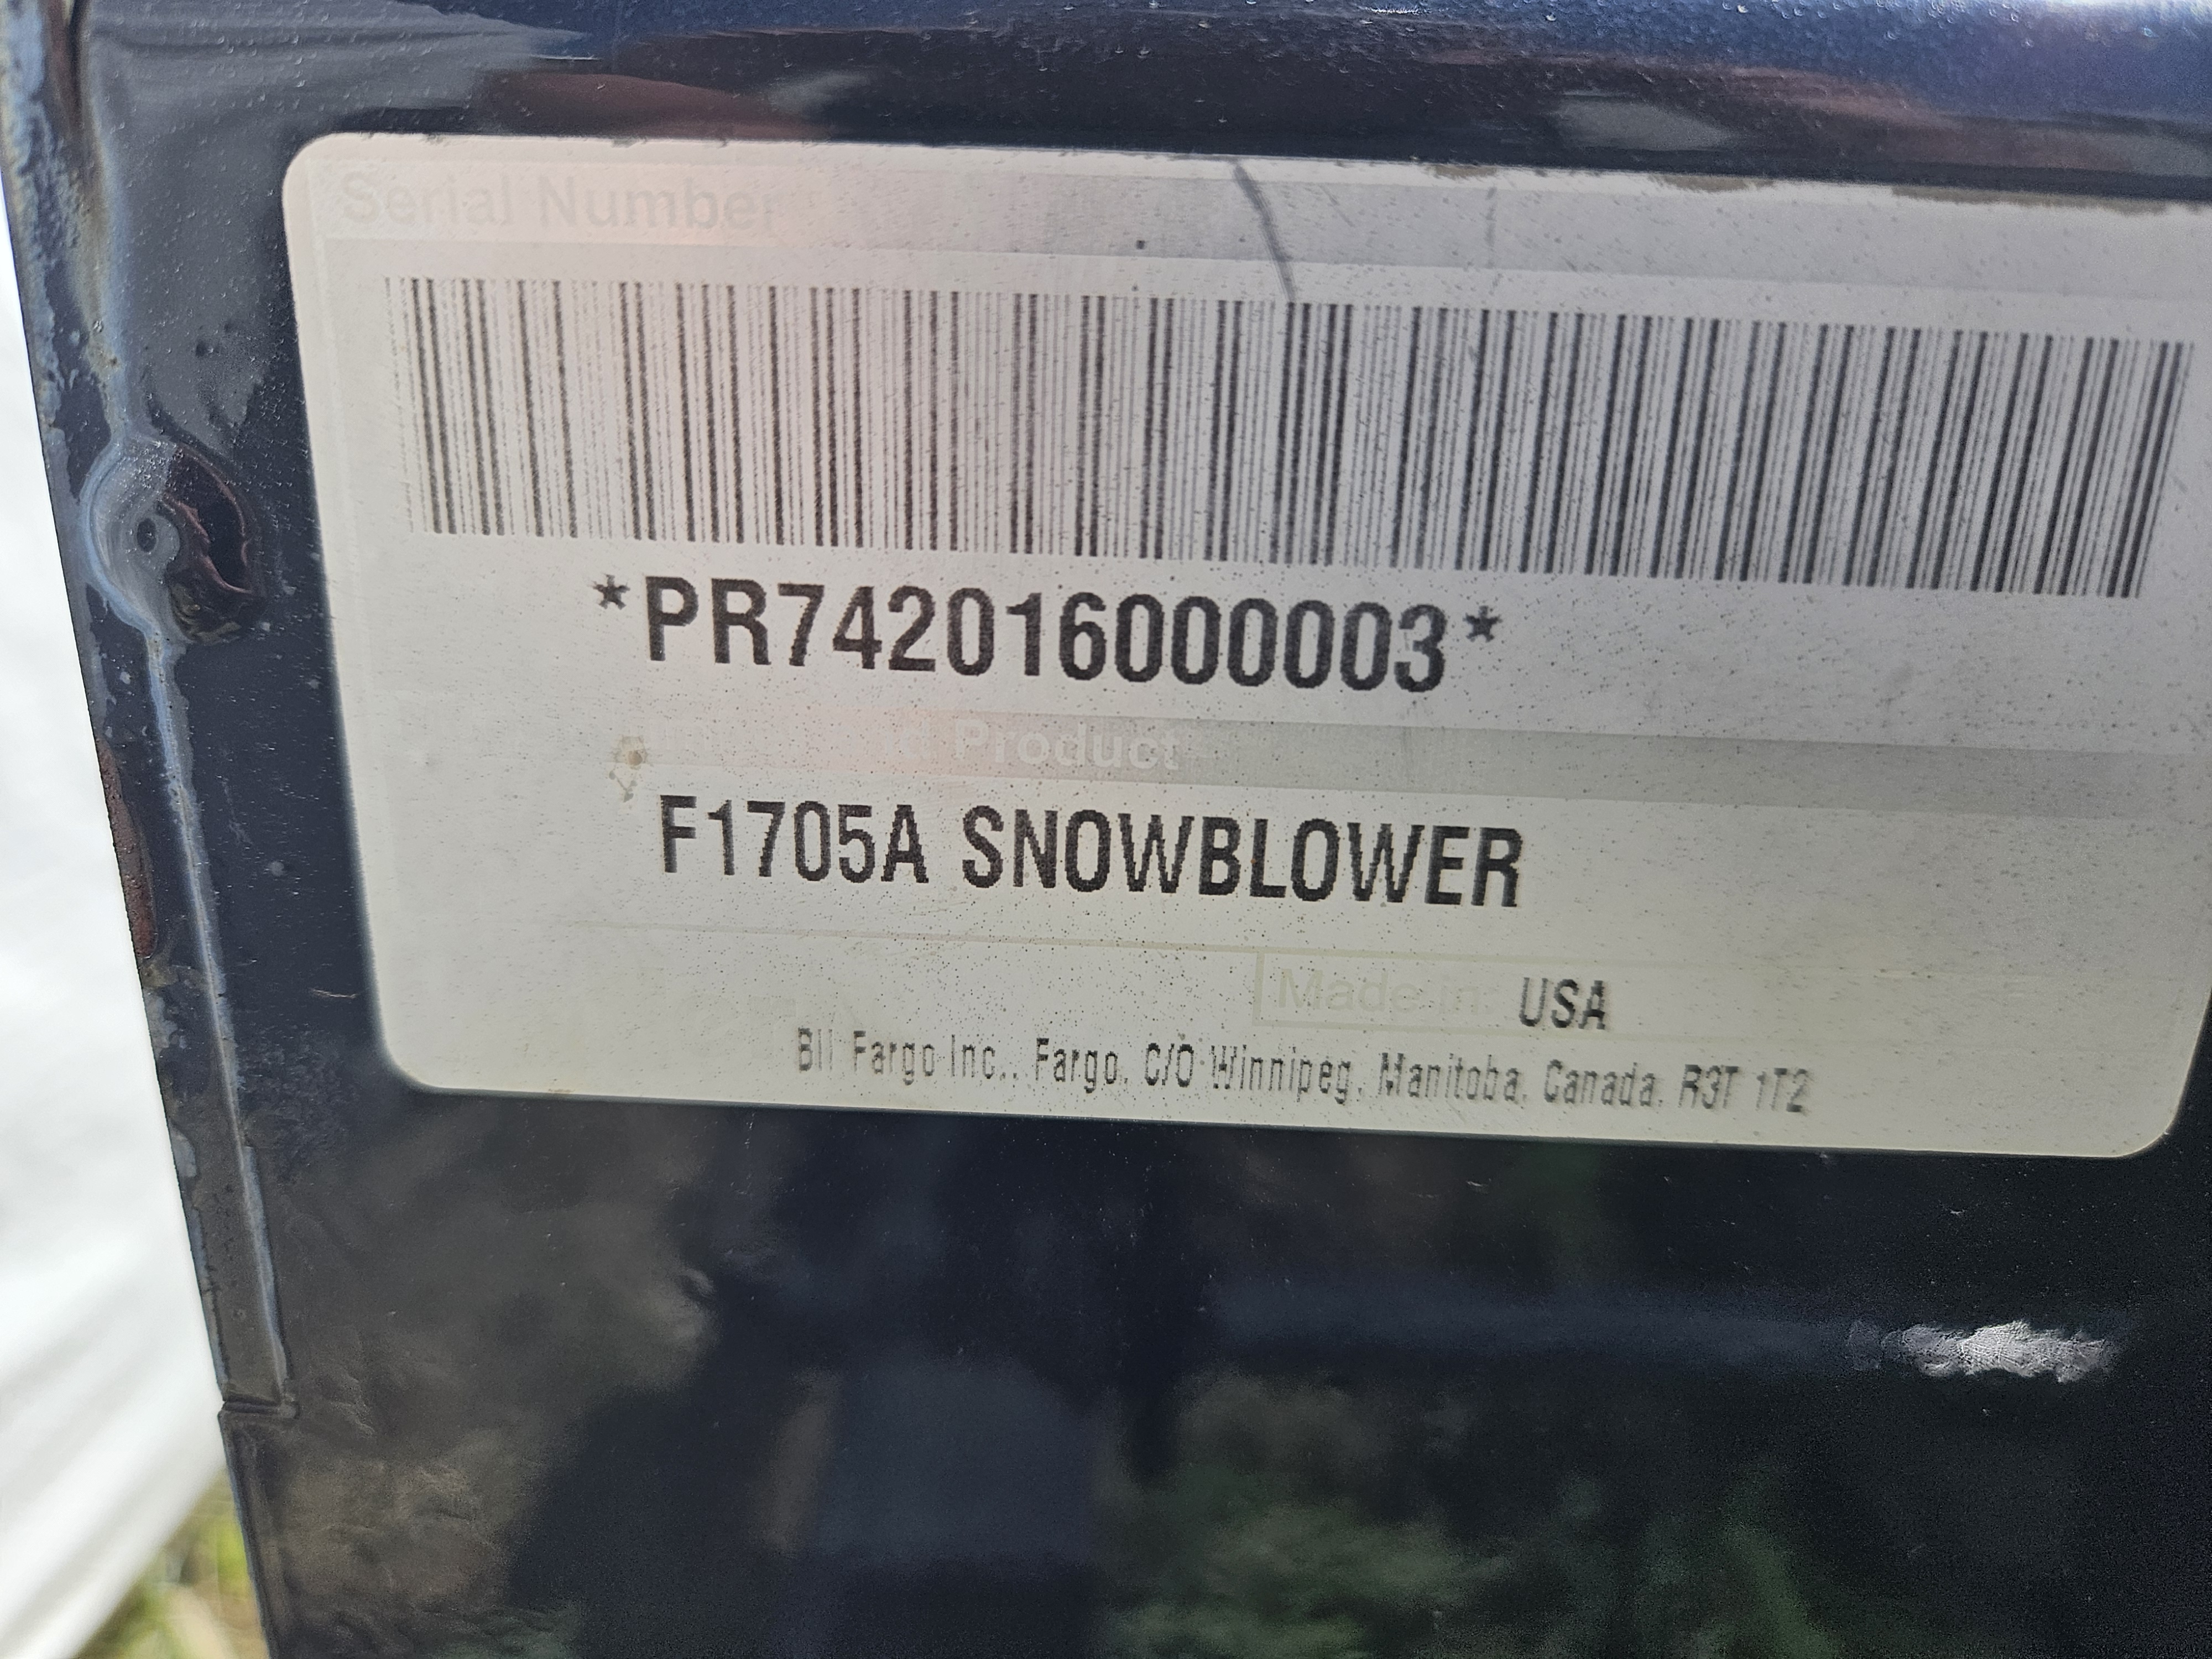 Serial Number
*PR742016000003*
Product
F1705A SNOWBLOWER
Made in USA
BII Fargo Inc., Fargo, C/O Winnipeg, Manitoba, Canada, R3T 1T2